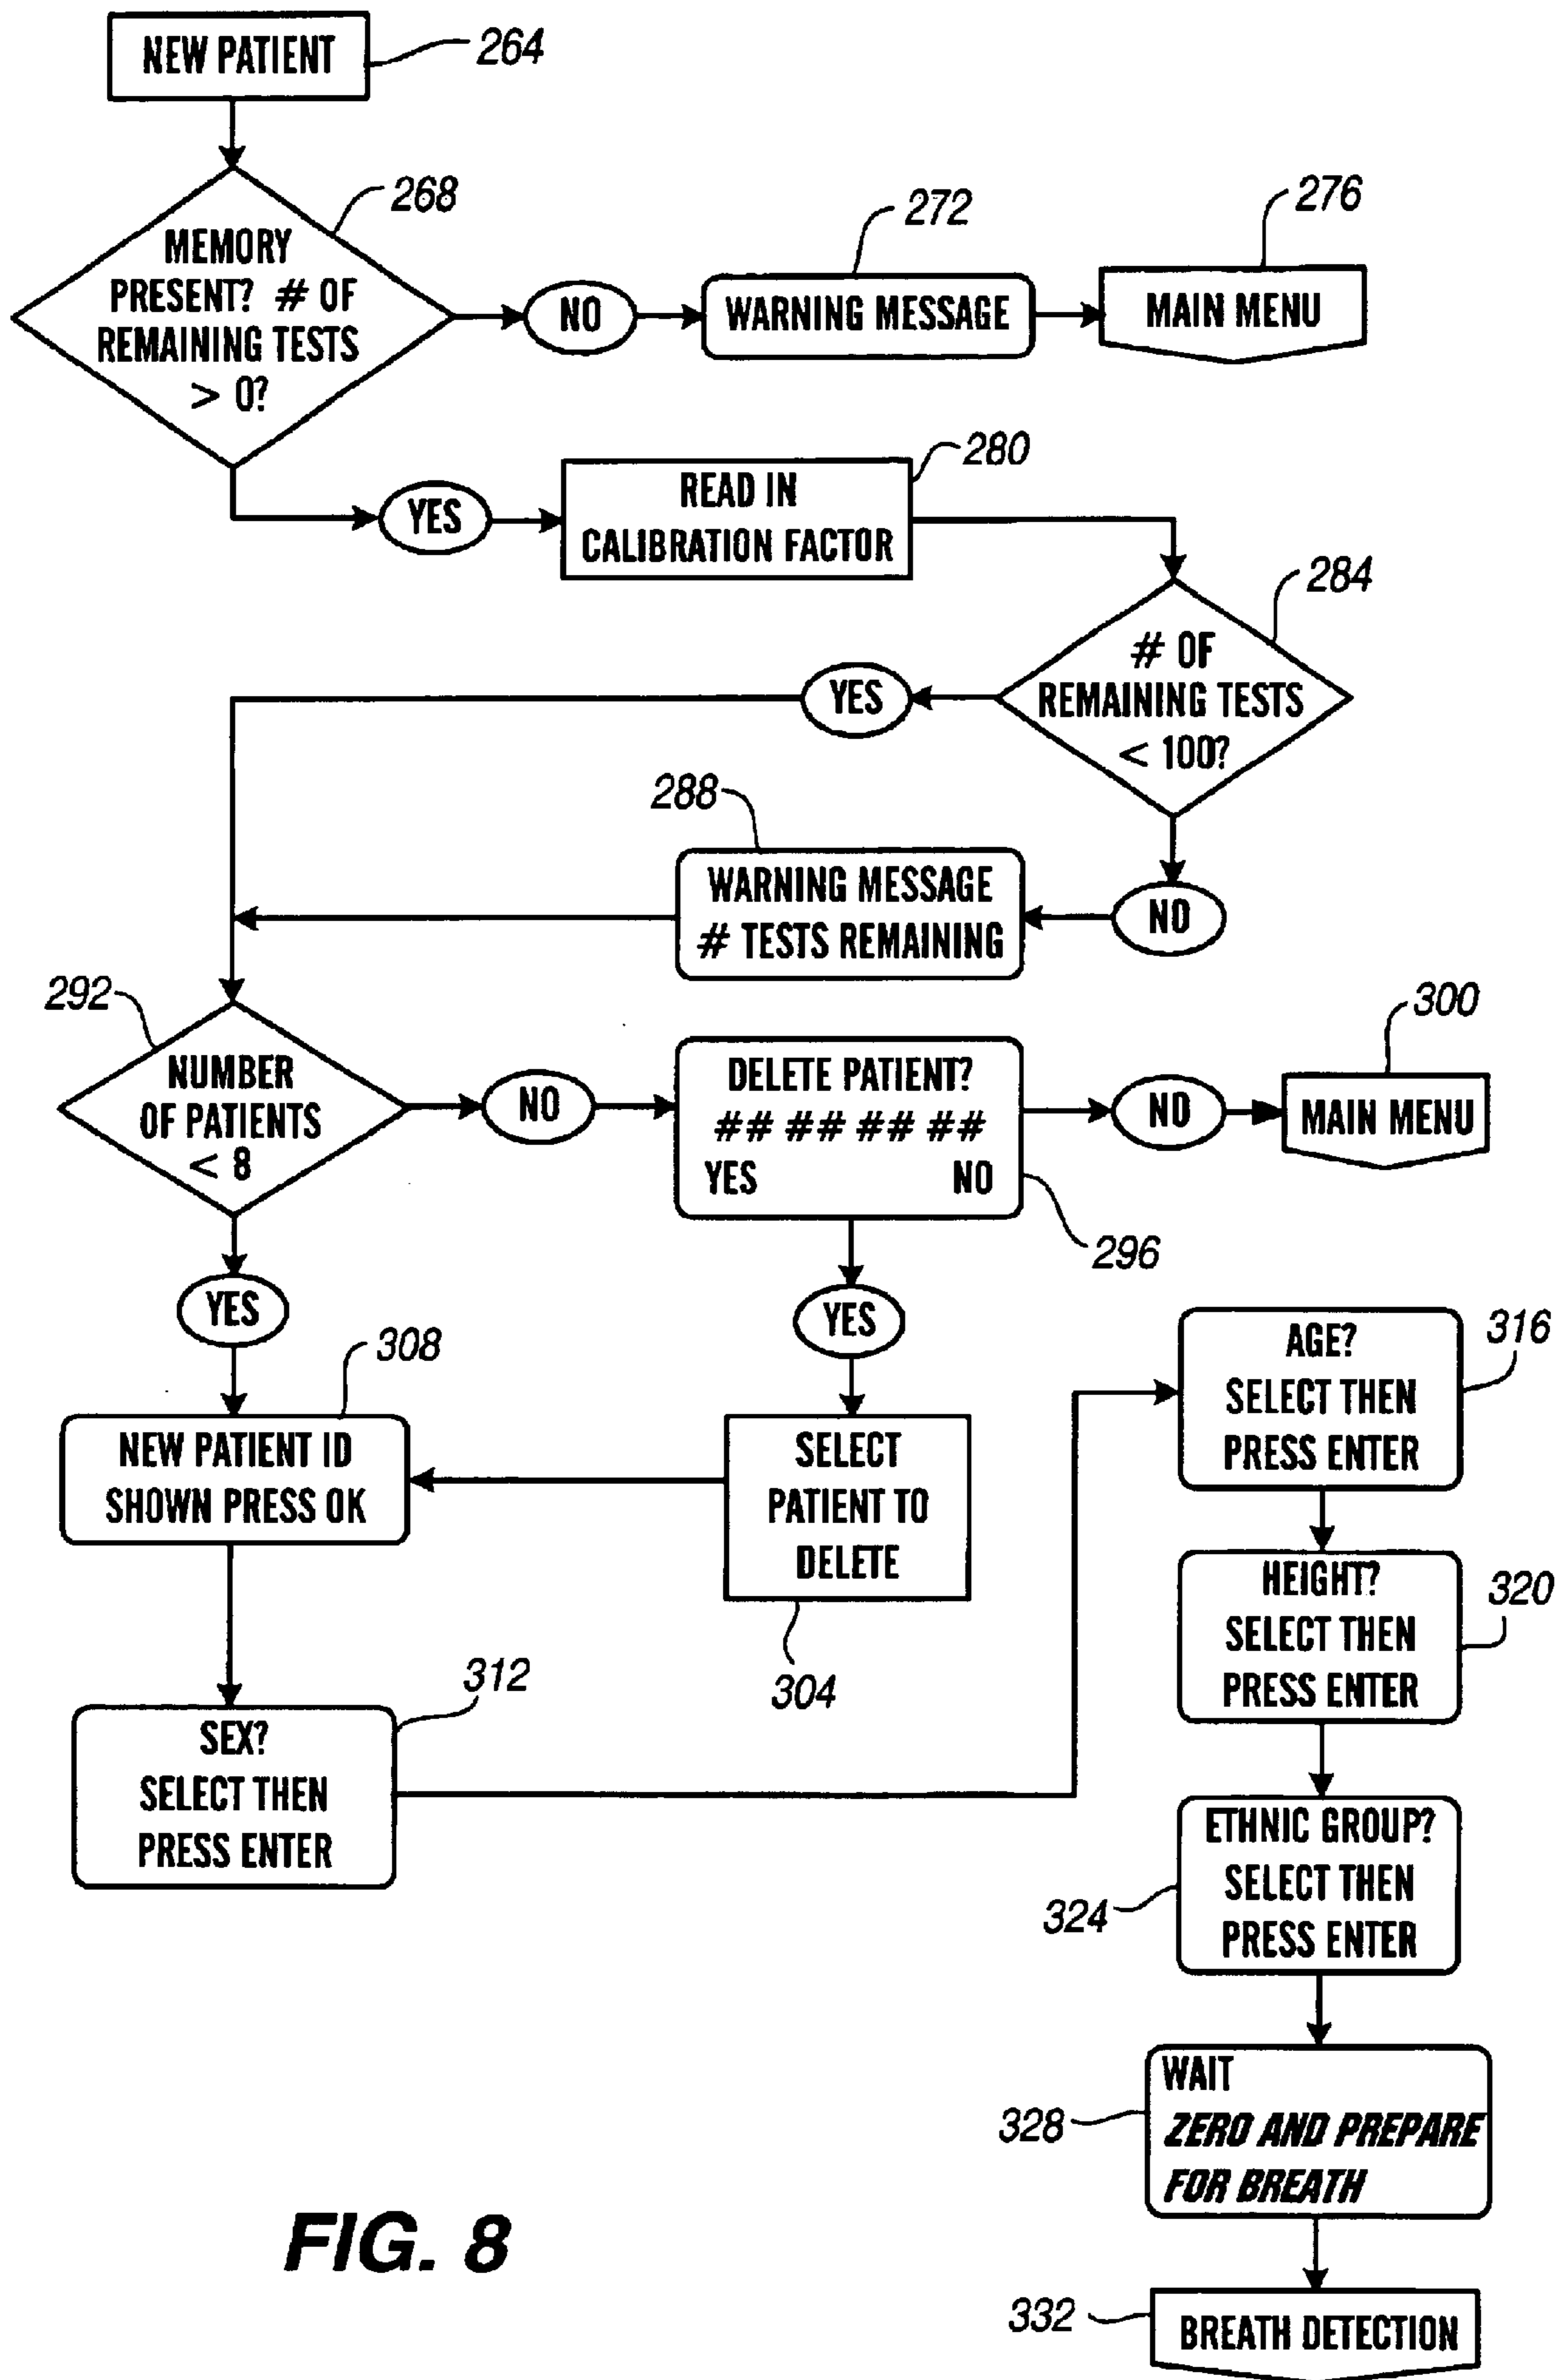 NEW PATIENT
264
268
MEMORY
PRESENT? # OF
REMAINING TESTS
> 0?
NO
272
WARNING MESSAGE
276
MAIN MENU
YES
280
READ IN
CALIBRATION FACTOR
284
# OF
REMAINING TESTS
< 100?
YES
NO
288
WARNING MESSAGE
# TESTS REMAINING
292
NUMBER
OF PATIENTS
< 8
NO
DELETE PATIENT?
## ## ## ##
YES NO
296
NO
300
MAIN MENU
YES
YES
308
NEW PATIENT ID
SHOWN PRESS OK
SELECT
PATIENT TO
DELETE
304
312
SEX?
SELECT THEN
PRESS ENTER
316
AGE?
SELECT THEN
PRESS ENTER
320
HEIGHT?
SELECT THEN
PRESS ENTER
324
ETHNIC GROUP?
SELECT THEN
PRESS ENTER
328
WAIT
ZERO AND PREPARE
FOR BREATH
332
BREATH DETECTION
FIG. 8